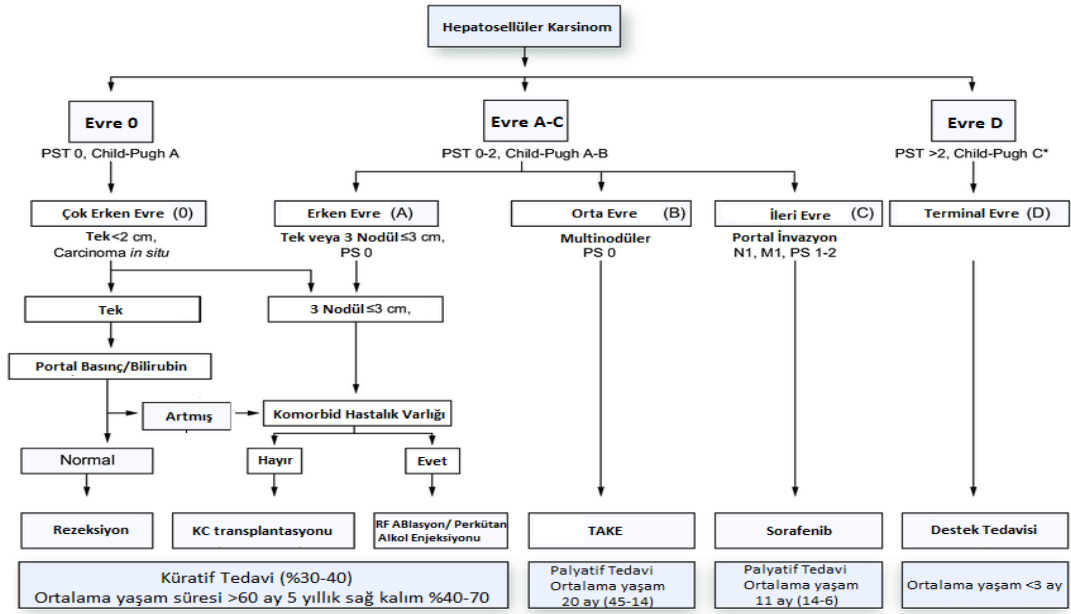 Hepatosellüler Karsinom
Evre 0
PST 0, Child-Pugh A
Evre A-C
PST 0-2, Child-Pugh A-B
Evre D
PST >2, Child-Pugh C*
Çok Erken Evre (0)
Tek<2 cm,
Carcinoma in situ
Erken Evre (A)
Tek veya 3 Nodül≤3 cm,
PS 0
Orta Evre (B)
Multinodüler
PS 0
İleri Evre (C)
Portal İnvazyon
N1, M1, PS 1-2
Terminal Evre (D)
Tek
3 Nodül≤3 cm,
Portal Basınç/Bilirubin
Artmış
Komorbid Hastalık Varlığı
Normal
Hayır
Evet
Rezeksiyon
KC transplantasyonu
RF ABlasyon/ Perkütan
Alkol Enjeksiyonu
TAKE
Sorafenib
Destek Tedavisi
Küratif Tedavi (%30-40)
Ortalama yaşam süresi >60 ay 5 yıllık sağ kalım %40-70
Palyatif Tedavi
Ortalama yaşam
20 ay (45-14)
Palyatif Tedavi
Ortalama yaşam
11 ay (14-6)
Ortalama yaşam <3 ay